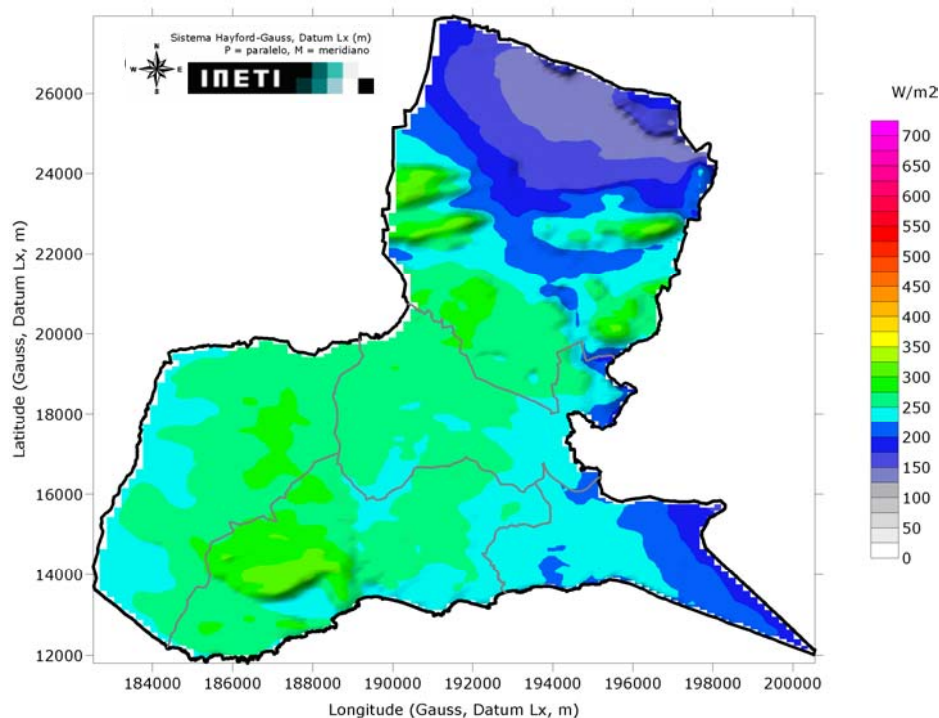 Sistema Hayford-Gauss, Datum Lx (m)
P = paralelo, M = meridiano
N
W E
S
INETI
W/m2
700
650
600
550
500
450
400
350
300
250
200
150
100
50
0
Latitude (Gauss, Datum Lx, m)
26000
24000
22000
20000
18000
16000
14000
12000
184000 186000 188000 190000 192000 194000 196000 198000 200000
Longitude (Gauss, Datum Lx, m)